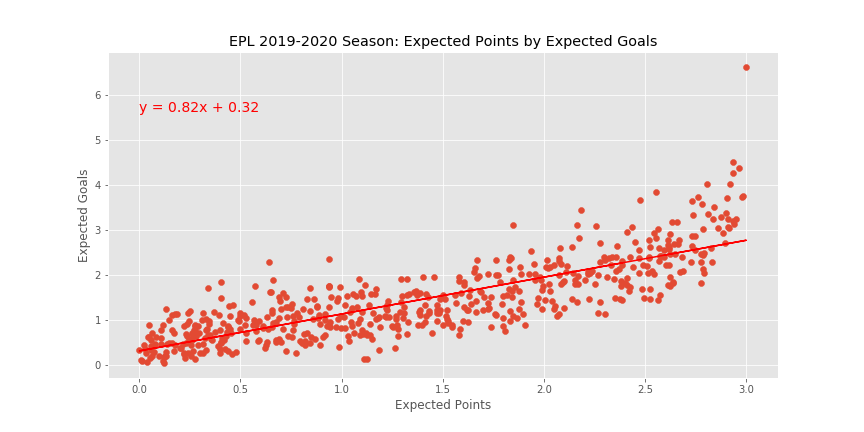 EPL 2019-2020 Season: Expected Points by Expected Goals
y = 0.82x + 0.32
Expected Goals
6
5
4
3
2
1
0
0.0 0.5 1.0 1.5 2.0 2.5 3.0
Expected Points